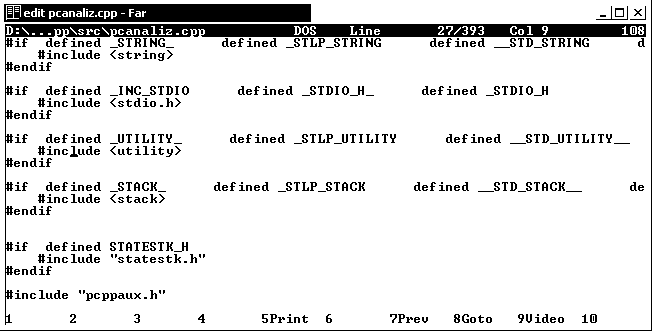 edit pcanaliz.cpp - Far
D:\...pp\src\pcanaliz.cpp DOS Line 27/393 Col 9 108
#if defined _STRING_ defined _STLP_STRING defined __STD_STRING d
#include <string>
#endif
#if defined _INC_STDIO defined _STDIO_H_ defined _STDIO_H
#include <stdio.h>
#endif
#if defined _UTILITY_ defined _STLP_UTILITY defined __STD_UTILITY__
#include <utility>
#endif
#if defined _STACK_ defined _STLP_STACK defined __STD_STACK__ de
#include <stack>
#endif
#if defined STATESTK_H
#include "statestk.h"
#endif
#include "pcppaux.h"
1 2 3 4 5Print 6 7Prev 8Goto 9Video 10